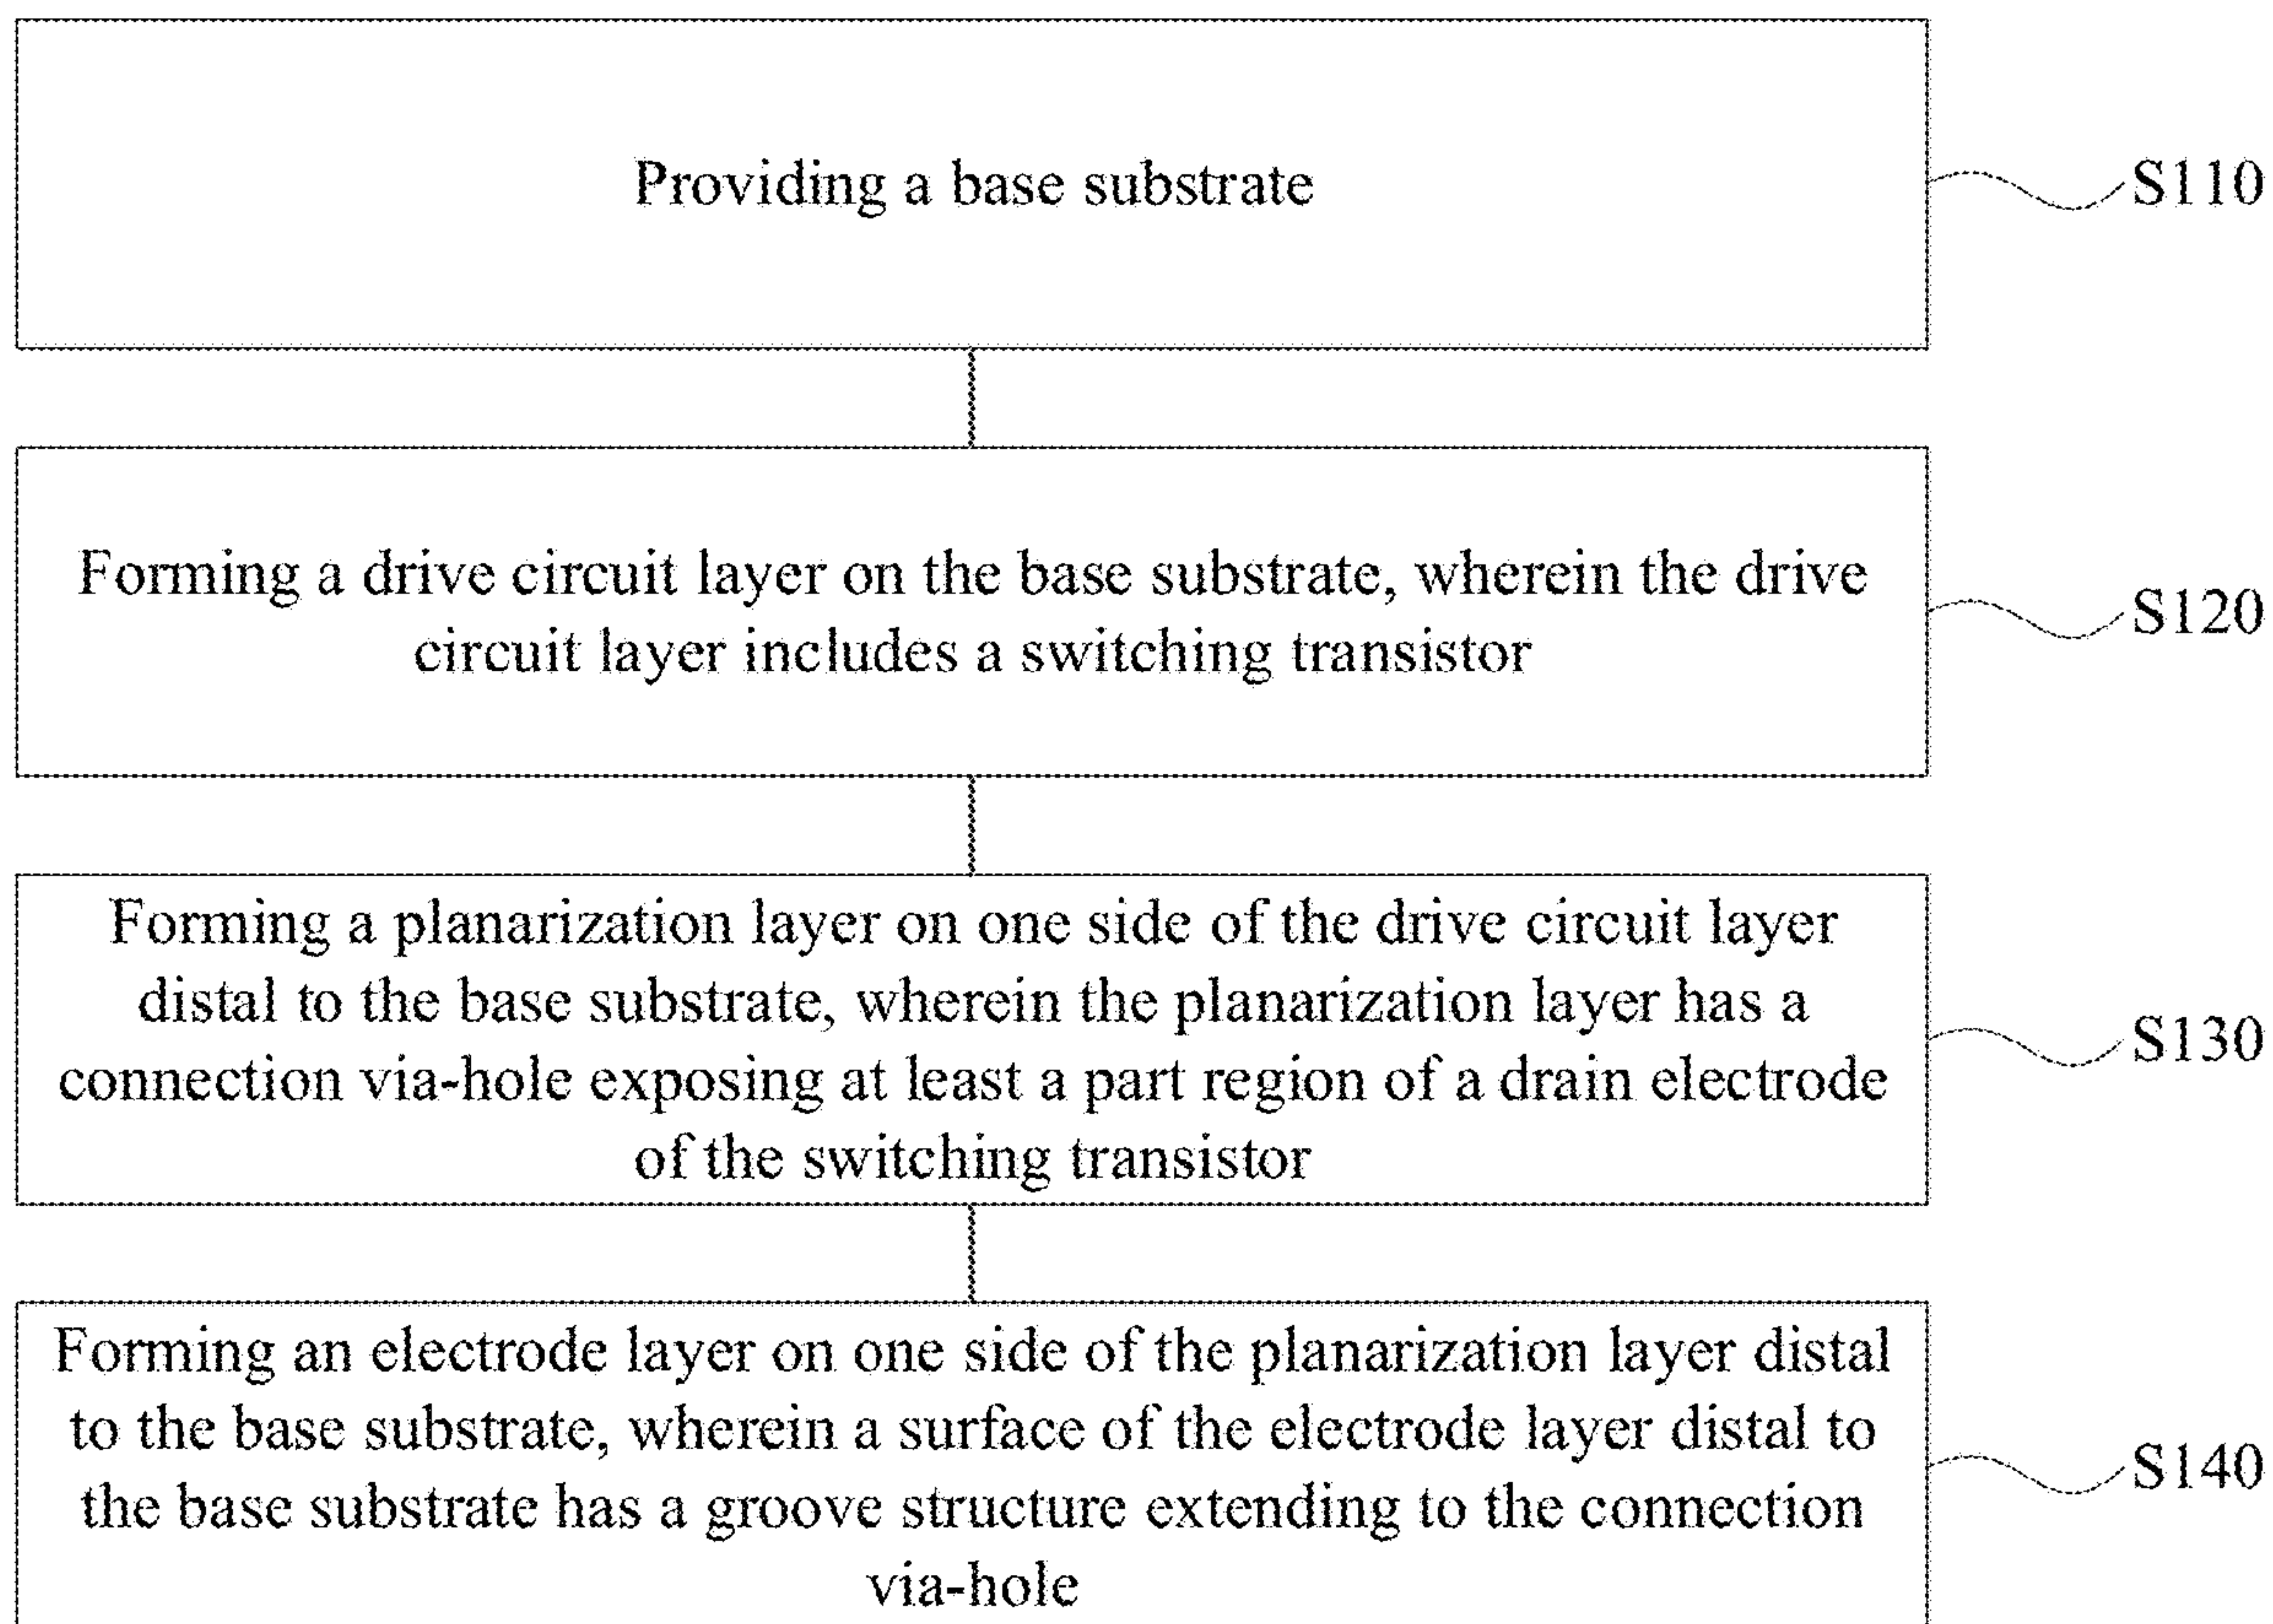 Providing a base substrate
S110
Forming a drive circuit layer on the base substrate, wherein the drive
circuit layer includes a switching transistor
S120
Forming a planarization layer on one side of the drive circuit layer
distal to the base substrate, wherein the planarization layer has a
connection via-hole exposing at least a part region of a drain electrode
of the switching transistor
S130
Forming an electrode layer on one side of the planarization layer distal
to the base substrate, wherein a surface of the electrode layer distal to
the base substrate has a groove structure extending to the connection
via-hole
S140